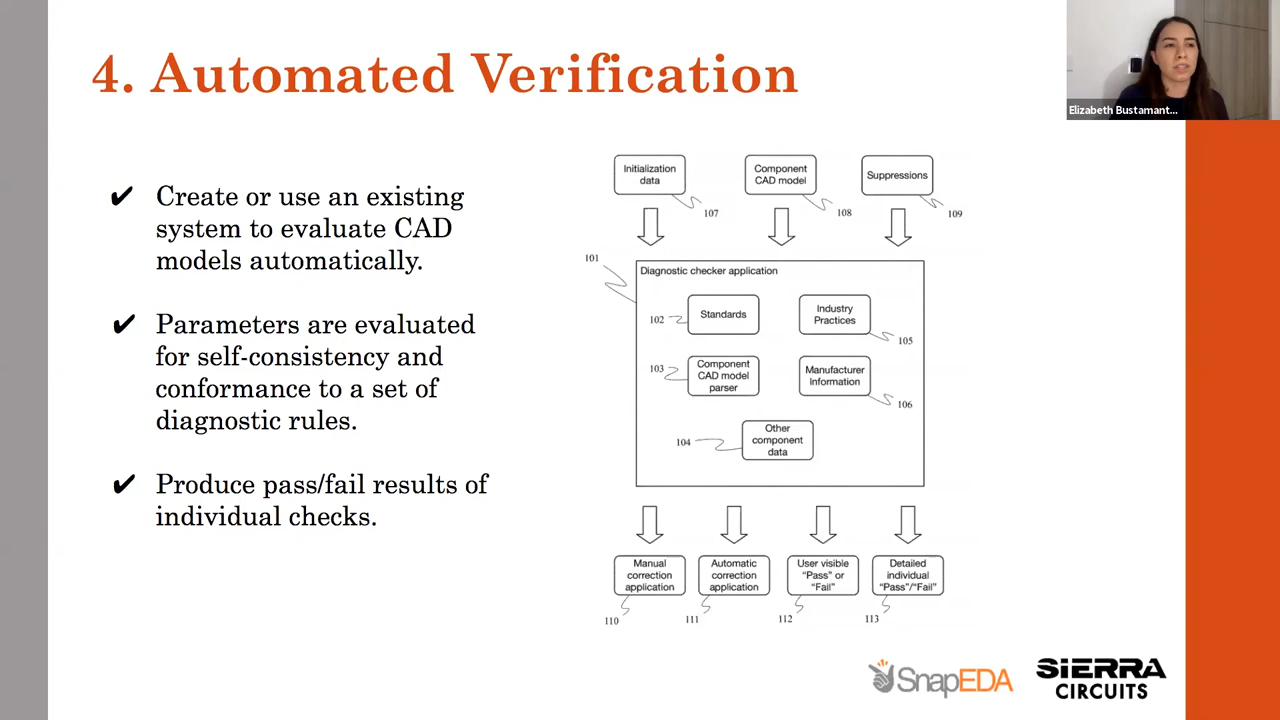 4. Automated Verification
Elizabeth Bustamant...
✔ Create or use an existing
system to evaluate CAD
models automatically.
✔ Parameters are evaluated
for self-consistency and
conformance to a set of
diagnostic rules.
✔ Produce pass/fail results of
individual checks.
Initialization
data
107
Component
CAD model
108
Suppressions
109
101
Diagnostic checker application
102
Standards
Industry
Practices
105
103
Component
CAD model
parser
Manufacturer
Information
106
104
Other
component
data
Manual
correction
application
110
Automatic
correction
application
111
User visible
"Pass" or
"Fail"
112
Detailed
individual
"Pass"/"Fail"
113
SnapEDA
SIERRA
CIRCUITS